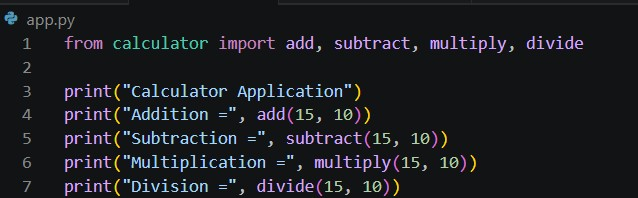 app.py
1 from calculator import add, subtract, multiply, divide
2
3 print("Calculator Application")
4 print("Addition =", add(15, 10))
5 print("Subtraction =", subtract(15, 10))
6 print("Multiplication =", multiply(15, 10))
7 print("Division =", divide(15, 10))